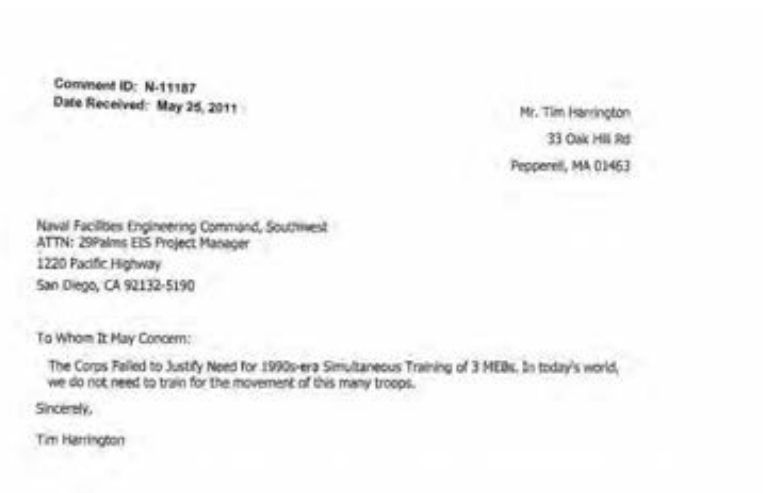 Comment ID: N-11187
Date Received: May 25, 2011
Mr. Tim Harrington
33 Oak Hill Rd
Pepperell, MA 01463
Naval Facilities Engineering Command, Southwest
ATTN: 29Palms EIS Project Manager
1220 Pacific Highway
San Diego, CA 92132-5190
To Whom It May Concern:
The Corps Failed to Justify Need for 1990s-era Simultaneous Training of 3 MEBs. In today's world,
we do not need to train for the movement of this many troops.
Sincerely,
Tim Harrington